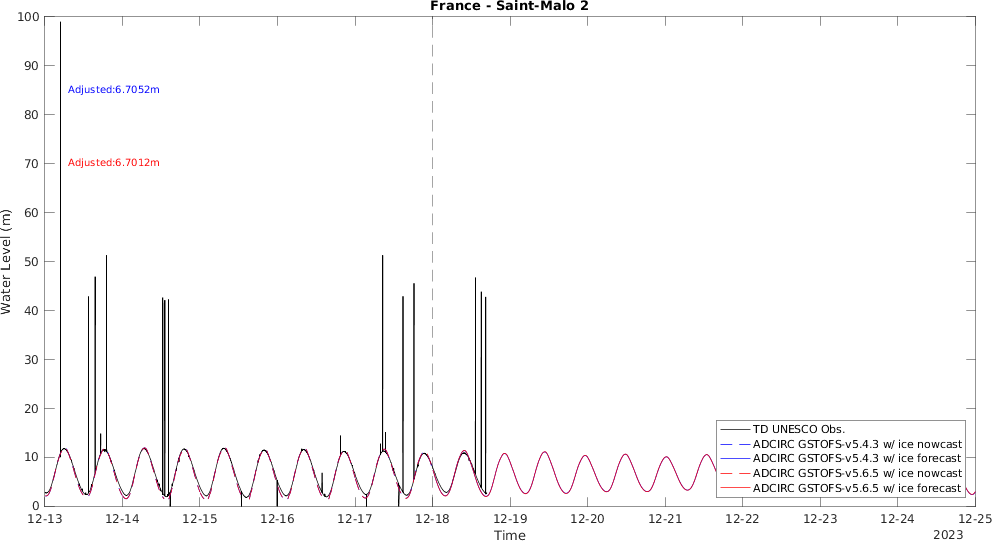 France - Saint-Malo 2
100
90
80
70
60
50
40
30
20
10
0
Water Level (m)
Adjusted:6.7052m
Adjusted:6.7012m
TD UNESCO Obs.
ADCIRC GSTOFS-v5.4.3 w/ ice nowcast
ADCIRC GSTOFS-v5.4.3 w/ ice forecast
ADCIRC GSTOFS-v5.6.5 w/ ice nowcast
ADCIRC GSTOFS-v5.6.5 w/ ice forecast
12-13 12-14 12-15 12-16 12-17 12-18 12-19 12-20 12-21 12-22 12-23 12-24 12-25
Time
2023